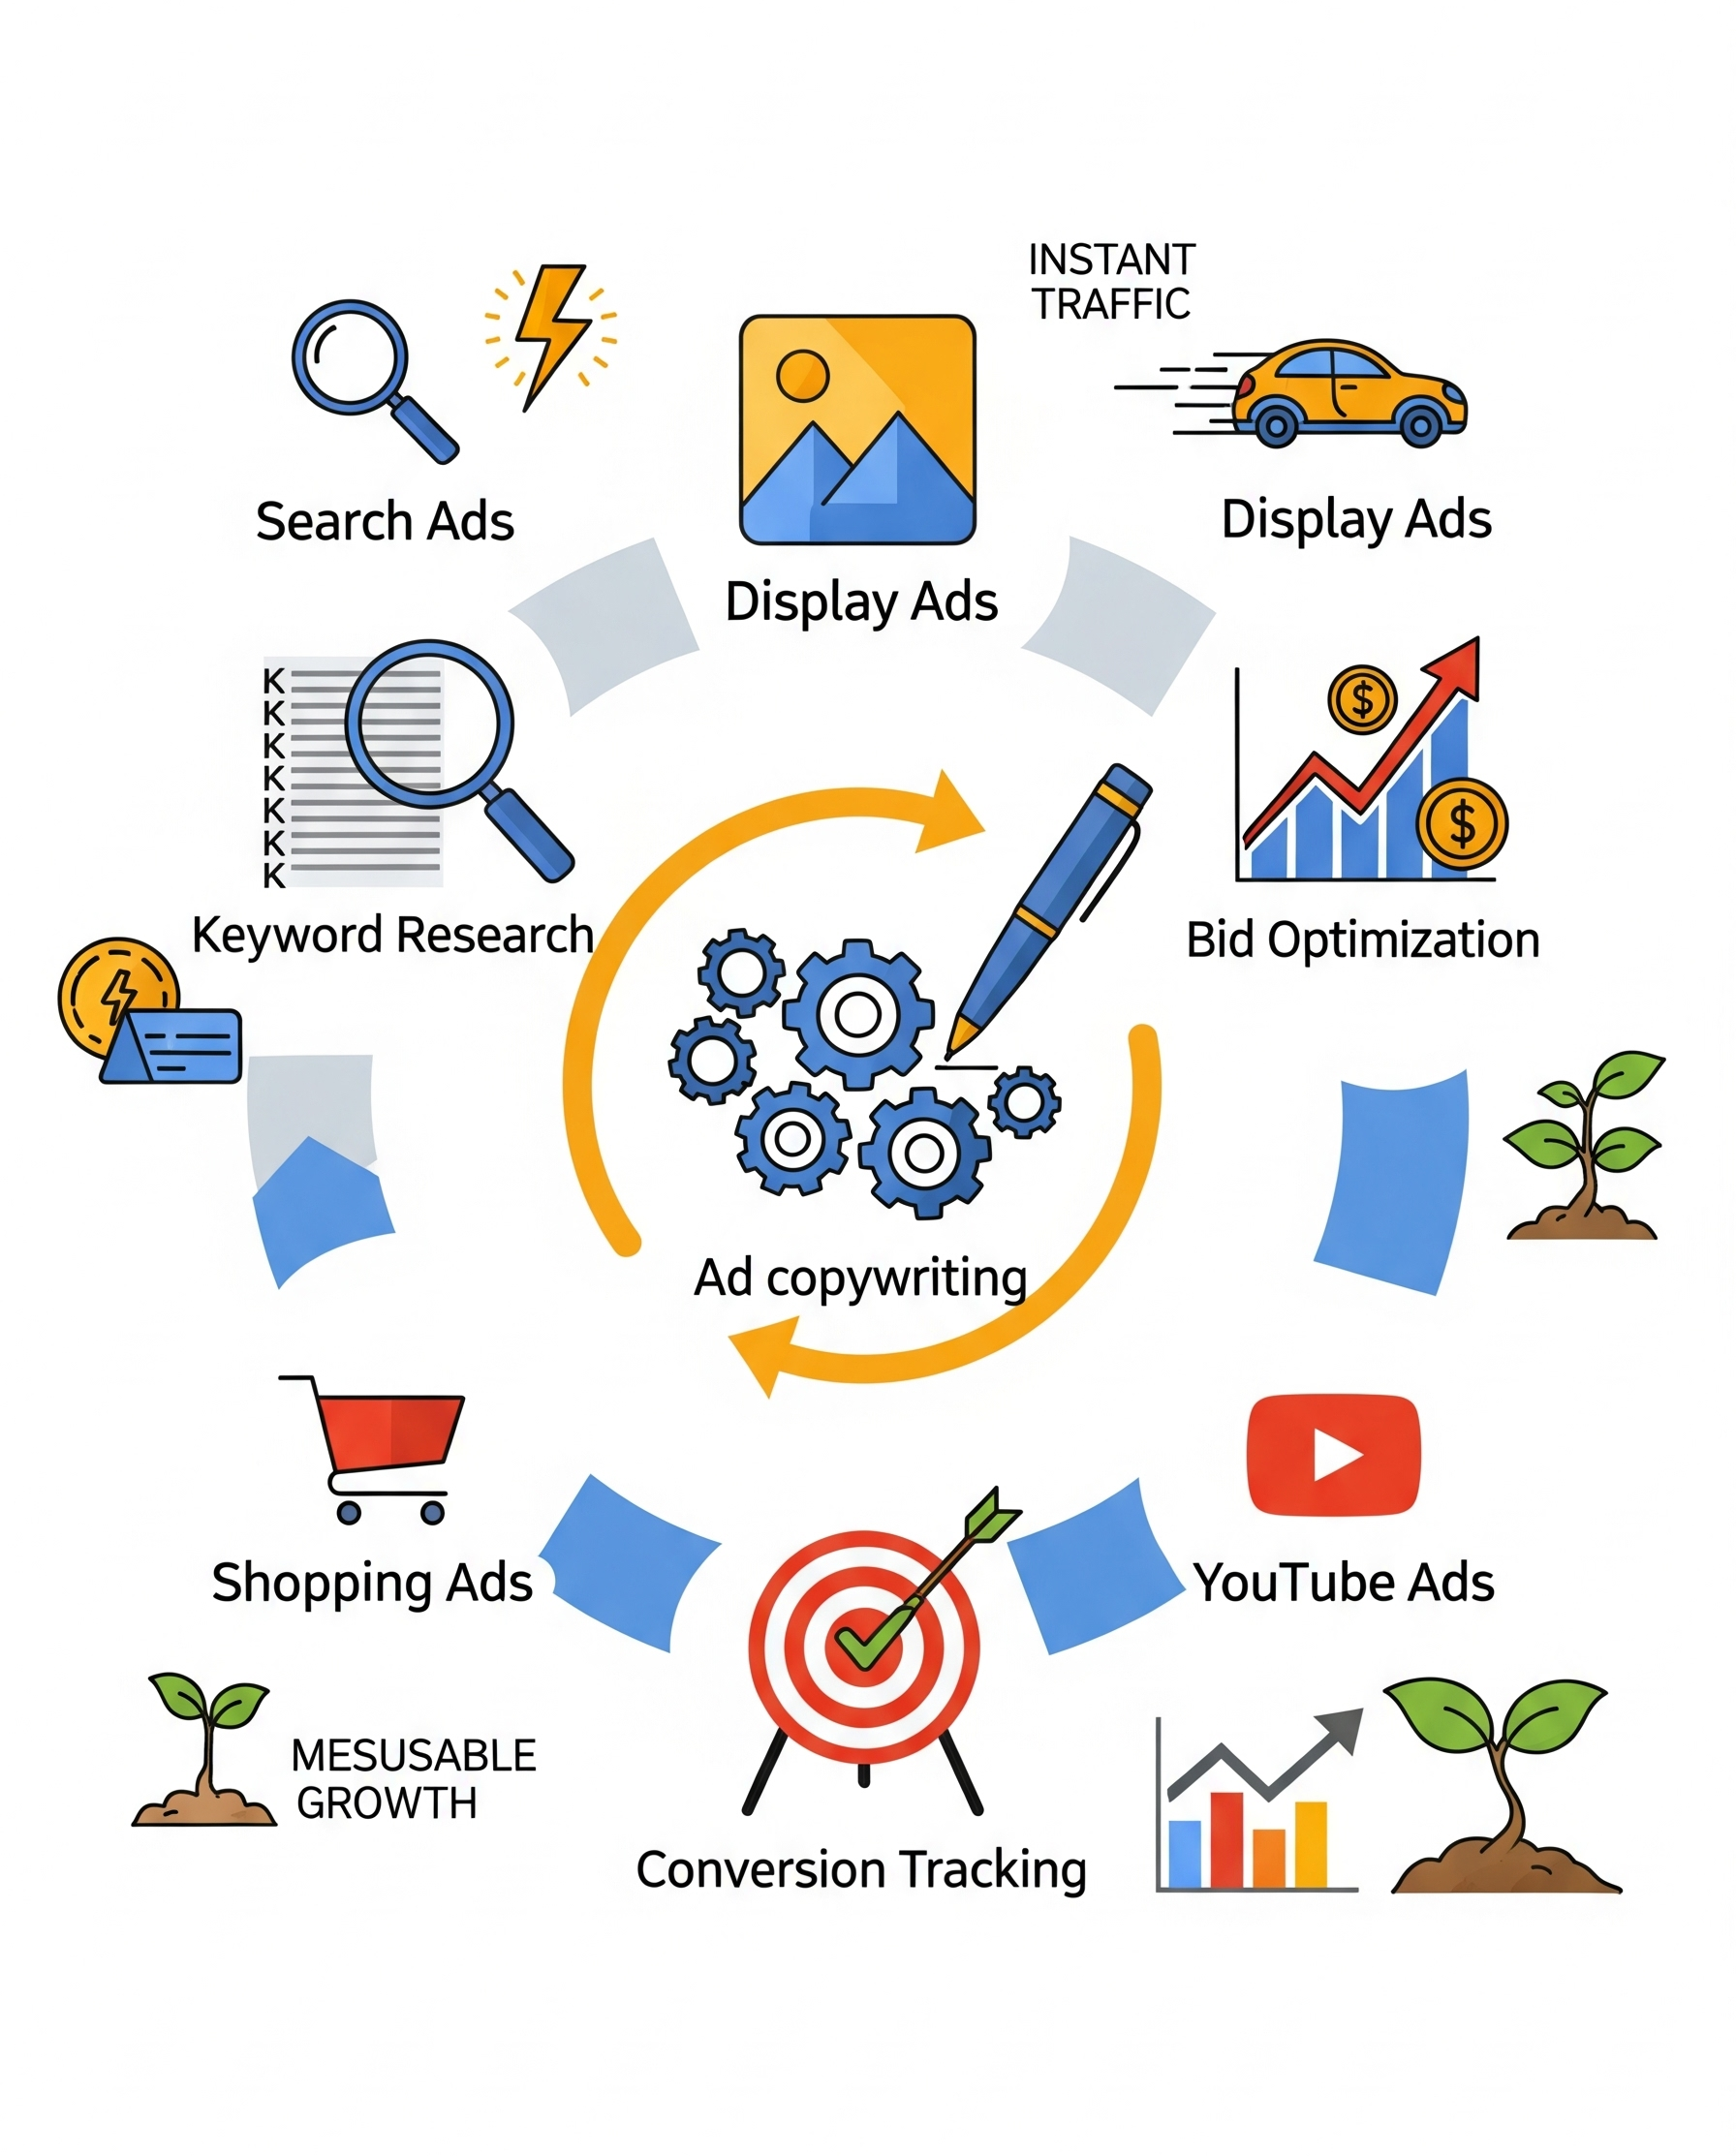 INSTANT
TRAFFIC
Search Ads
Display Ads
Display Ads
K
K
K
K
K
K
K
Keyword Research
$
$
Bid Optimization
Ad copywriting
Shopping Ads
YouTube Ads
MESUSABLE
GROWTH
Conversion Tracking